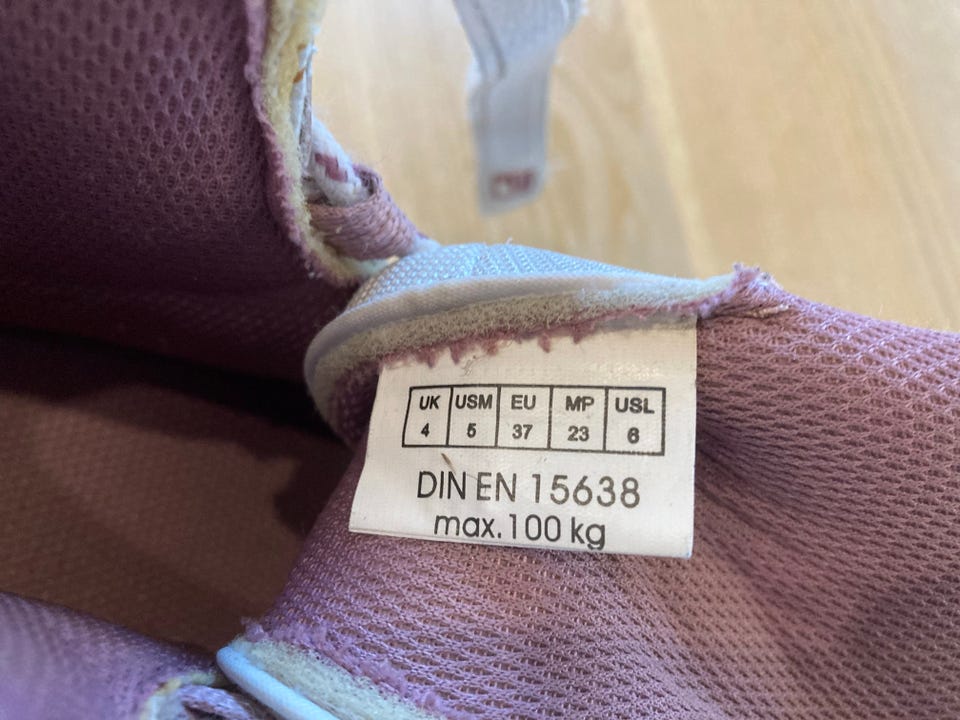 UK USM EU MP USL
4 5 37 23 6
DIN EN 15638
max. 100 kg